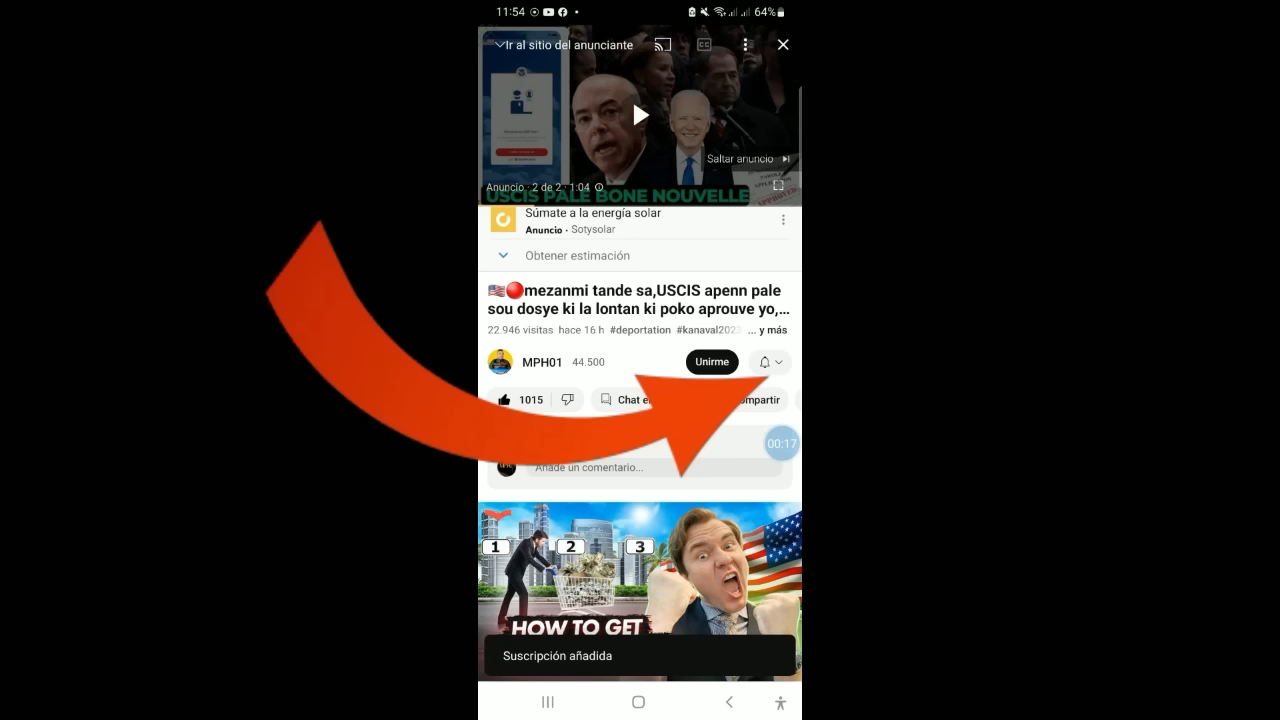 11:54
64%
Ir al sitio del anunciante
CC
Saltar anuncio
Anuncio · 2 de 2 · 1:04
USCIS PALE BONE NOUVELLE
Súmate a la energía solar
Anuncio · Sotysolar
Obtener estimación
🇺🇸🔴mezanmi tande sa,USCIS apenn pale
sou dosye ki la lontan ki poko aprouve yo,...
22.946 visitas hace 16 h #deportation #kanaval2023 ... y más
MPH01 44.500
Unirme
1015
Chat
00:17
Añade un comentario...
1 2 3
HOW TO GET
Suscripción añadida